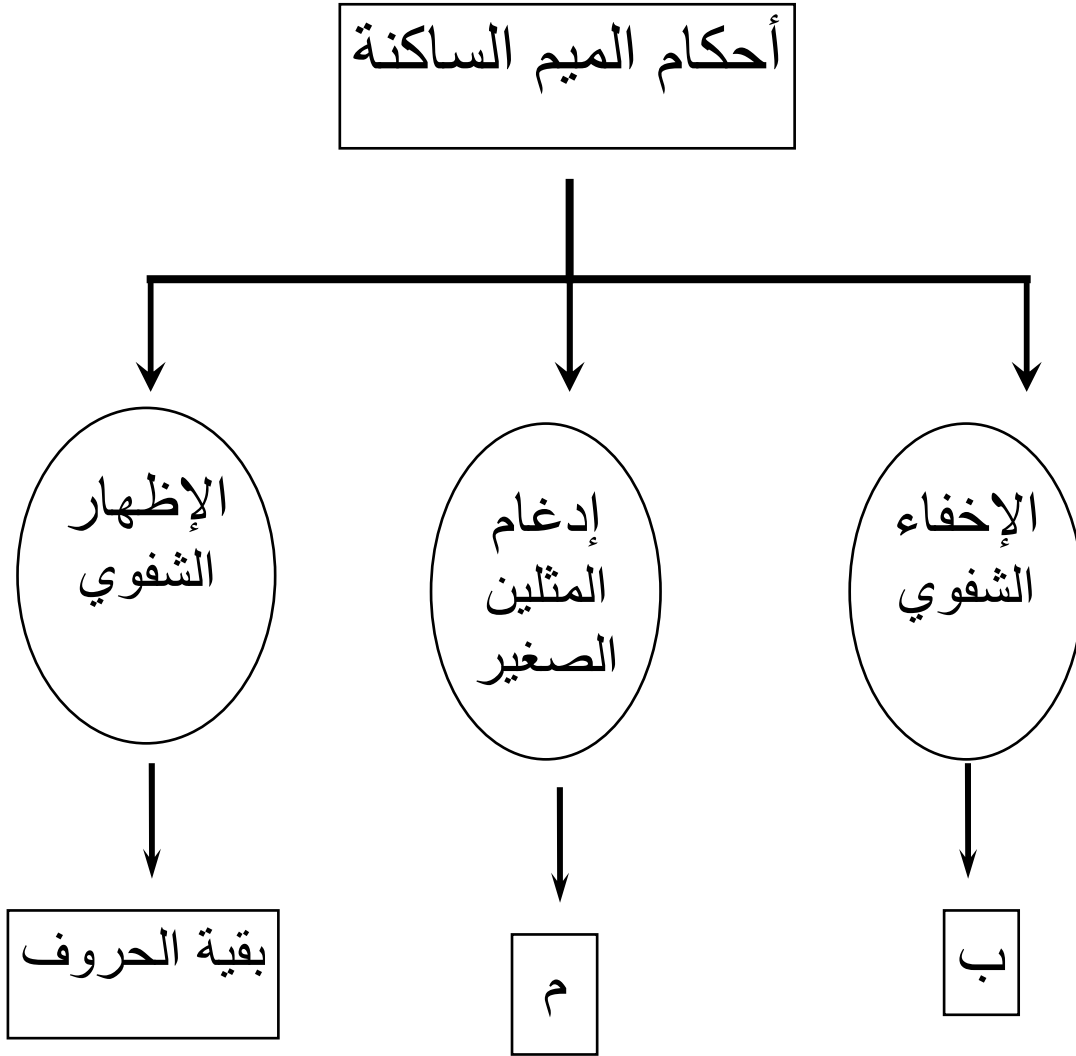 أحكام الميم الساكنة
الإخفاء
الشفوي
إدغام
المثلين
الصغير
الإظهار
الشفوي
ب
م
بقية الحروف